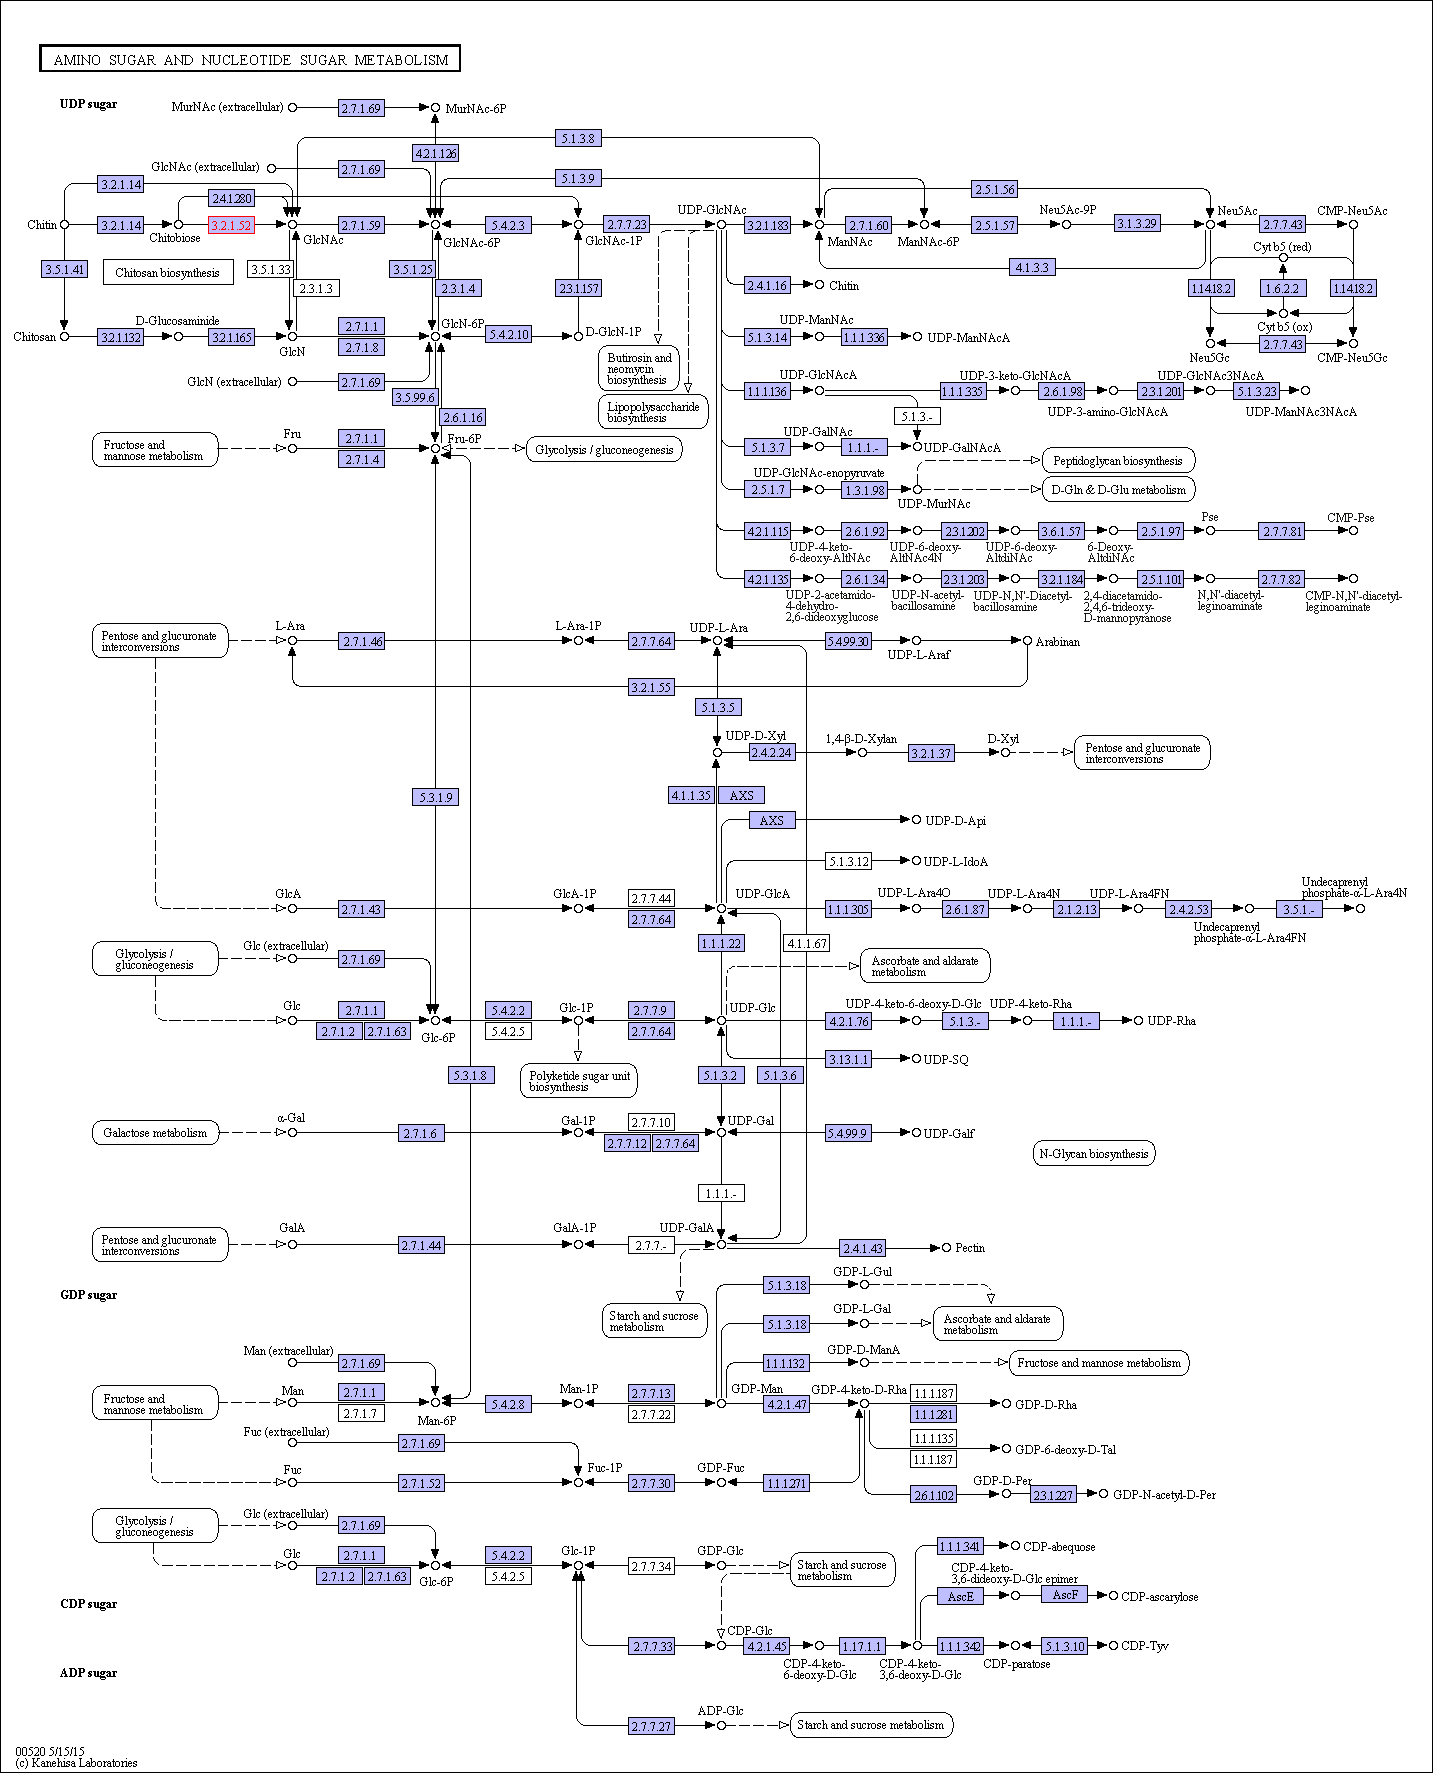 AMINO SUGAR AND NUCLEOTIDE SUGAR METABOLISM
UDP sugar
MurNAc (extracellular)
2.7.1.69
MurNAc-6P
5.1.3.8
4.2.1.126
GlcNAc (extracellular)
2.7.1.69
5.1.3.9
3.2.1.14
2.4.1.280
2.5.1.56
Chitin
3.2.1.14
Chitobiose
3.2.1.52
GlcNAc
2.7.1.59
GlcNAc-6P
5.4.2.3
GlcNAc-1P
2.7.7.23
UDP-GlcNAc
3.2.1.183
ManNAc
2.7.1.60
ManNAc-6P
2.5.1.57
Neu5Ac-9P
3.1.3.29
Neu5Ac
2.7.7.43
CMP-Neu5Ac
3.5.1.41
Chitosan biosynthesis
3.5.1.33
2.3.1.3
3.5.1.25
2.3.1.4
2.3.1.157
2.4.1.16
Chitin
4.1.3.3
Cyt b5 (red)
1.14.18.2
1.6.2.2
1.14.18.2
Cyt b5 (ox)
Chitosan
3.2.1.132
D-Glucosaminide
3.2.1.165
GlcN
2.7.1.1
2.7.1.8
GlcN-6P
5.4.2.10
D-GlcN-1P
UDP-ManNAc
5.1.3.14
1.1.1.336
UDP-ManNAcA
Neu5Gc
2.7.7.43
CMP-Neu5Gc
Butirosin and
neomycin
biosynthesis
Lipopolysaccharide
biosynthesis
GlcN (extracellular)
2.7.1.69
3.5.99.6
2.6.1.16
UDP-GlcNAcA
1.1.1.136
5.1.3.-
UDP-3-keto-GlcNAcA
1.1.1.335
2.6.1.98
UDP-3-amino-GlcNAcA
UDP-GlcNAc3NAcA
2.3.1.201
5.1.3.23
UDP-ManNAc3NAcA
Fructose and
mannose metabolism
Fru
2.7.1.1
2.7.1.4
Fru-6P
Glycolysis / gluconeogenesis
UDP-GalNAc
5.1.3.7
1.1.1.-
UDP-GalNAcA
UDP-GlcNAc-enopyruvate
2.5.1.7
1.3.1.98
UDP-MurNAc
Peptidoglycan biosynthesis
D-Gln & D-Glu metabolism
4.2.1.115
UDP-4-keto-
6-deoxy-AltNAc
2.6.1.92
UDP-6-deoxy-
AltNAc4N
2.3.1.202
UDP-6-deoxy-
AltdiNAc
3.6.1.57
6-Deoxy-
AltdiNAc
2.5.1.97
Pse
2.7.7.81
CMP-Pse
4.2.1.135
UDP-2-acetamido-
4-dehydro-
2,6-dideoxyglucose
2.6.1.34
UDP-N-acetyl-
bacillosamine
2.3.1.203
UDP-N,N'-Diacetyl-
bacillosamine
3.2.1.184
2,4-diacetamido-
2,4,6-trideoxy-
D-mannopyranose
2.5.1.101
N,N'-diacetyl-
leginoaminate
2.7.7.82
CMP-N,N'-diacetyl-
leginoaminate
Pentose and glucuronate
interconversions
L-Ara
2.7.1.46
L-Ara-1P
2.7.7.64
UDP-L-Ara
5.4.99.30
UDP-L-Araf
Arabinan
3.2.1.55
5.1.3.5
UDP-D-Xyl
2.4.2.24
1,4-β-D-Xylan
3.2.1.37
D-Xyl
Pentose and glucuronate
interconversions
5.3.1.9
4.1.1.35
AXS
AXS
UDP-D-Api
5.1.3.12
UDP-L-IdoA
GlcA
2.7.1.43
GlcA-1P
2.7.7.44
2.7.7.64
UDP-GlcA
1.1.1.305
UDP-L-Ara4O
2.6.1.87
UDP-L-Ara4N
2.1.2.13
UDP-L-Ara4FN
2.4.2.53
Undecaprenyl
phosphate-α-L-Ara4FN
3.5.1.-
Undecaprenyl
phosphate-α-L-Ara4N
1.1.1.22
4.1.1.67
Glycolysis /
gluconeogenesis
Glc (extracellular)
2.7.1.69
Ascorbate and aldarate
metabolism
Glc
2.7.1.1
2.7.1.2
2.7.1.63
Glc-6P
5.4.2.2
5.4.2.5
Glc-1P
2.7.7.9
2.7.7.64
UDP-Glc
4.2.1.76
UDP-4-keto-6-deoxy-D-Glc
5.1.3.-
UDP-4-keto-Rha
1.1.1.-
UDP-Rha
3.13.1.1
UDP-SQ
5.3.1.8
Polyketide sugar unit
biosynthesis
5.1.3.2
5.1.3.6
Galactose metabolism
α-Gal
2.7.1.6
Gal-1P
2.7.7.10
2.7.7.12
2.7.7.64
UDP-Gal
5.4.99.9
UDP-Galf
N-Glycan biosynthesis
1.1.1.-
Pentose and glucuronate
interconversions
GalA
2.7.1.44
GalA-1P
2.7.7.-
UDP-GalA
2.4.1.43
Pectin
GDP sugar
Starch and sucrose
metabolism
5.1.3.18
GDP-L-Gul
5.1.3.18
GDP-L-Gal
Ascorbate and aldarate
metabolism
Man (extracellular)
2.7.1.69
1.1.1.132
GDP-D-ManA
Fructose and mannose metabolism
Fructose and
mannose metabolism
Man
2.7.1.1
2.7.1.7
Man-6P
5.4.2.8
Man-1P
2.7.7.13
2.7.7.22
GDP-Man
4.2.1.47
GDP-4-keto-D-Rha
1.1.1.187
1.1.1.281
GDP-D-Rha
1.1.1.135
1.1.1.187
GDP-6-deoxy-D-Tal
Fuc (extracellular)
2.7.1.69
Fuc
2.7.1.52
Fuc-1P
2.7.7.30
GDP-Fuc
1.1.1.271
2.6.1.102
GDP-D-Per
2.3.1.227
GDP-N-acetyl-D-Per
Glycolysis /
gluconeogenesis
Glc (extracellular)
2.7.1.69
Glc
2.7.1.1
2.7.1.2
2.7.1.63
Glc-6P
5.4.2.2
5.4.2.5
Glc-1P
2.7.7.34
GDP-Glc
Starch and sucrose
metabolism
1.1.1.341
CDP-abequose
CDP-4-keto-
3,6-dideoxy-D-Glc epimer
AscE
AscF
CDP-ascarylose
CDP sugar
2.7.7.33
CDP-Glc
4.2.1.45
CDP-4-keto-
6-deoxy-D-Glc
1.17.1.1
CDP-4-keto-
3,6-deoxy-D-Glc
1.1.1.342
CDP-paratose
5.1.3.10
CDP-Tyv
ADP sugar
2.7.7.27
ADP-Glc
Starch and sucrose metabolism
00520 5/15/15
(c) Kanehisa Laboratories